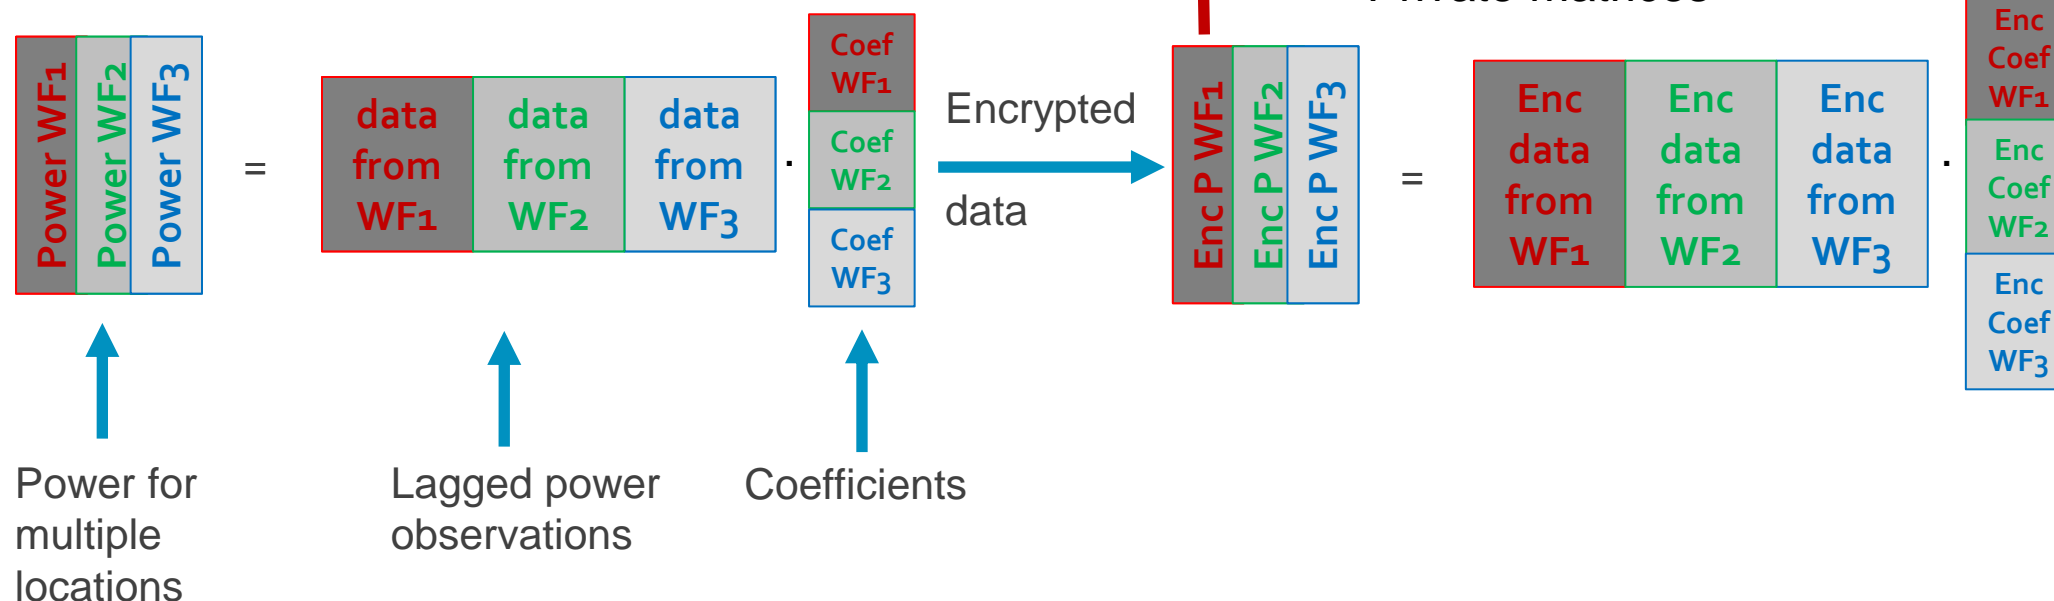 Private matrices
Power WF1
Power WF2
Power WF3
=
data
from
WF1
data
from
WF2
data
from
WF3
.
Coef
WF1
Coef
WF2
Coef
WF3
Encrypted
data
Enc P WF1
Enc P WF2
Enc P WF3
=
Enc
data
from
WF1
Enc
data
from
WF2
Enc
data
from
WF3
.
Enc
Coef
WF1
Enc
Coef
WF2
Enc
Coef
WF3
Power for
multiple
locations
Lagged power
observations
Coefficients